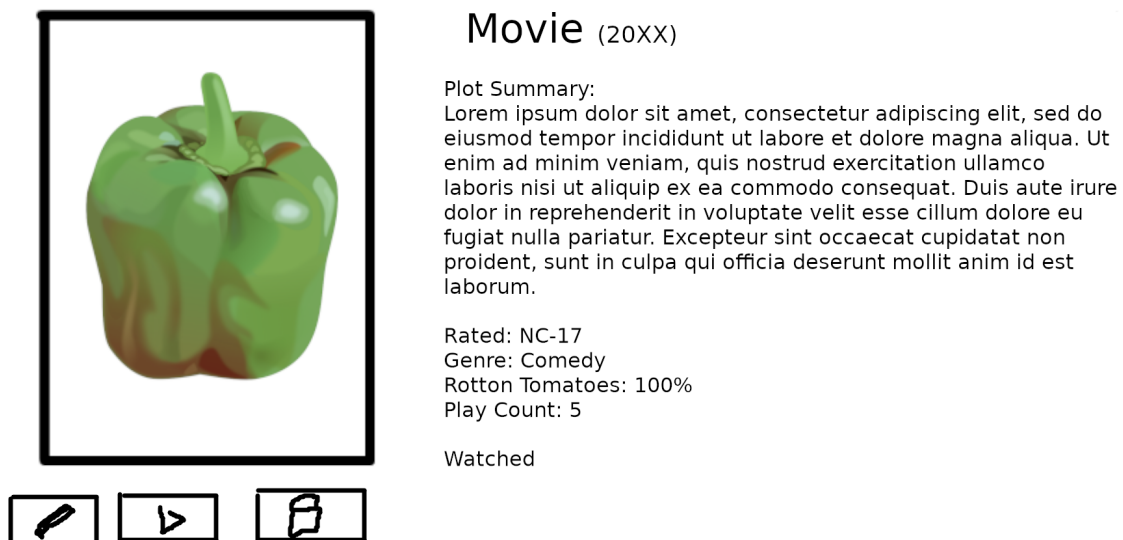 Movie (20XX)
Plot Summary:
Lorem ipsum dolor sit amet, consectetur adipiscing elit, sed do
eiusmod tempor incididunt ut labore et dolore magna aliqua. Ut
enim ad minim veniam, quis nostrud exercitation ullamco
laboris nisi ut aliquip ex ea commodo consequat. Duis aute irure
dolor in reprehenderit in voluptate velit esse cillum dolore eu
fugiat nulla pariatur. Excepteur sint occaecat cupidatat non
proident, sunt in culpa qui officia deserunt mollit anim id est
laborum.
Rated: NC-17
Genre: Comedy
Rotton Tomatoes: 100%
Play Count: 5
Watched